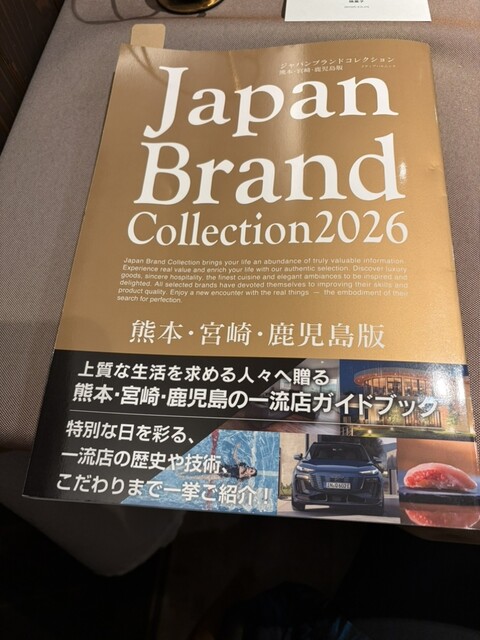 ジャパンブランドコレクション
熊本・宮崎・鹿児島版
Japan
Brand
Collection2026
Japan Brand Collection brings your life an abundance of truly valuable information.
Experience real value and enrich your life with our authentic selection. Discover luxury
goods, sincere hospitality, the finest cuisine and elegant ambiances to be inspired and
delighted. All selected brands have devoted themselves to improving their skills and
product quality. Enjoy a new encounter with the real things — the embodiment of their
search for perfection.
熊本・宮崎・鹿児島版
上質な生活を求める人々へ贈る、
熊本・宮崎・鹿児島の一流店ガイドブック
特別な日を彩る、
一流店の歴史や技術、
こだわりまで一挙ご紹介！